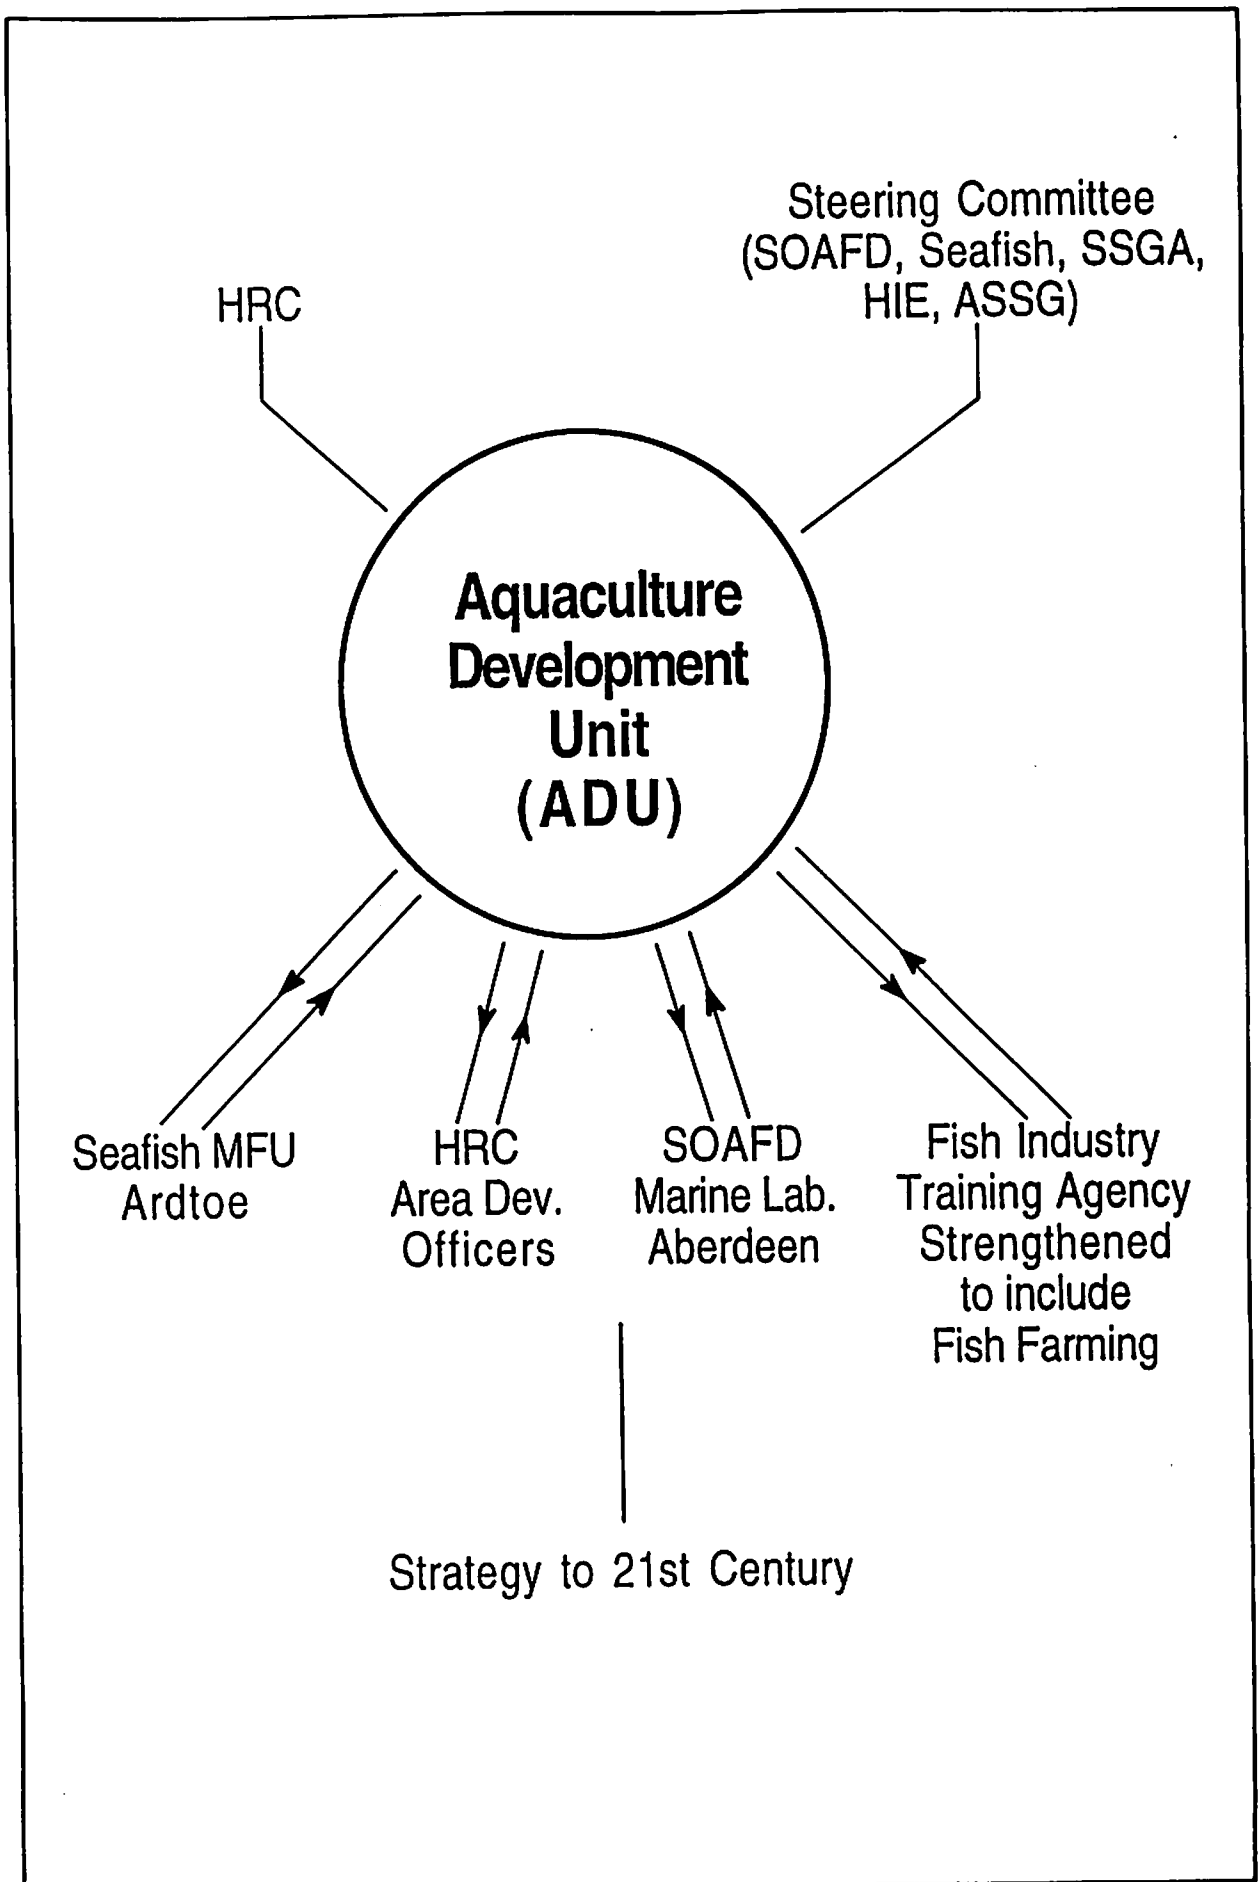 HRC
Steering Committee
(SOAFD, Seafish, SSGA,
HIE, ASSG)
Aquaculture
Development
Unit
(ADU)
Seafish MFU
Ardtoe
HRC
Area Dev.
Officers
SOAFD
Marine Lab.
Aberdeen
Fish Industry
Training Agency
Strengthened
to include
Fish Farming
Strategy to 21st Century